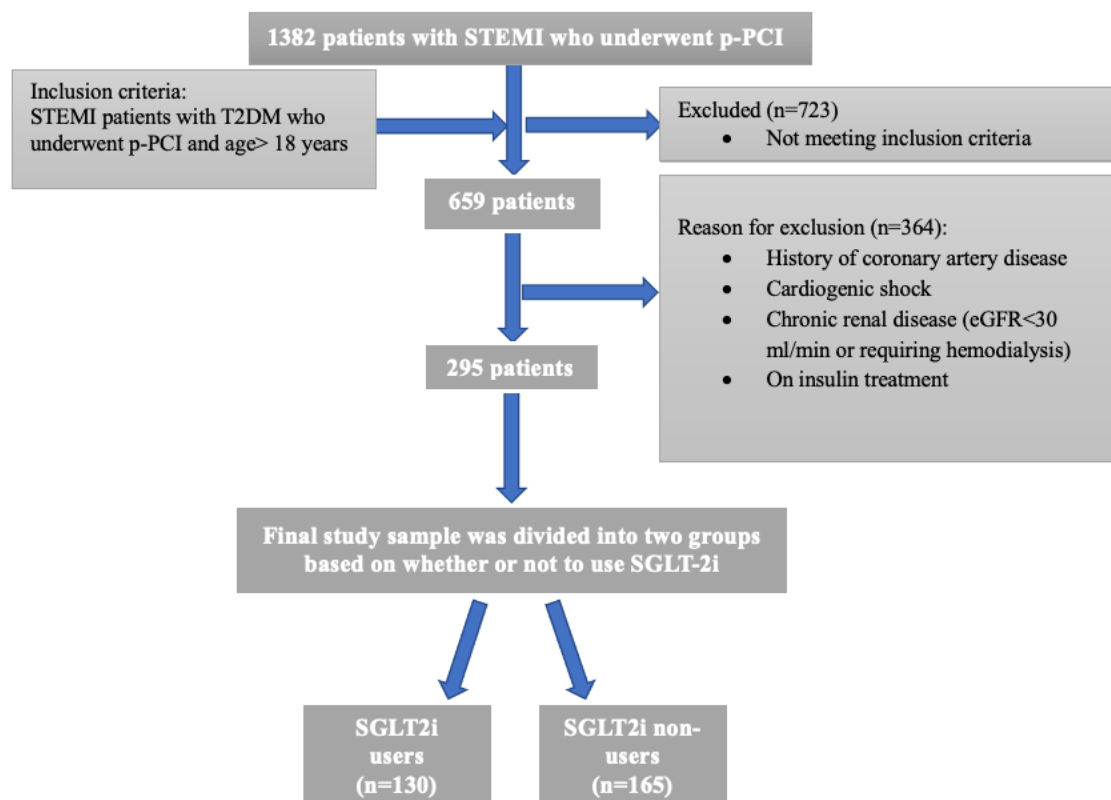 1382 patients with STEMI who underwent p-PCI
Inclusion criteria:
STEMI patients with T2DM who
underwent p-PCI and age> 18 years
Excluded (n=723)
• Not meeting inclusion criteria
659 patients
Reason for exclusion (n=364):
• History of coronary artery disease
• Cardiogenic shock
• Chronic renal disease (eGFR<30
ml/min or requiring hemodialysis)
• On insulin treatment
295 patients
Final study sample was divided into two groups
based on whether or not to use SGLT-2i
SGLT2i
users
(n=130)
SGLT2i non-
users
(n=165)